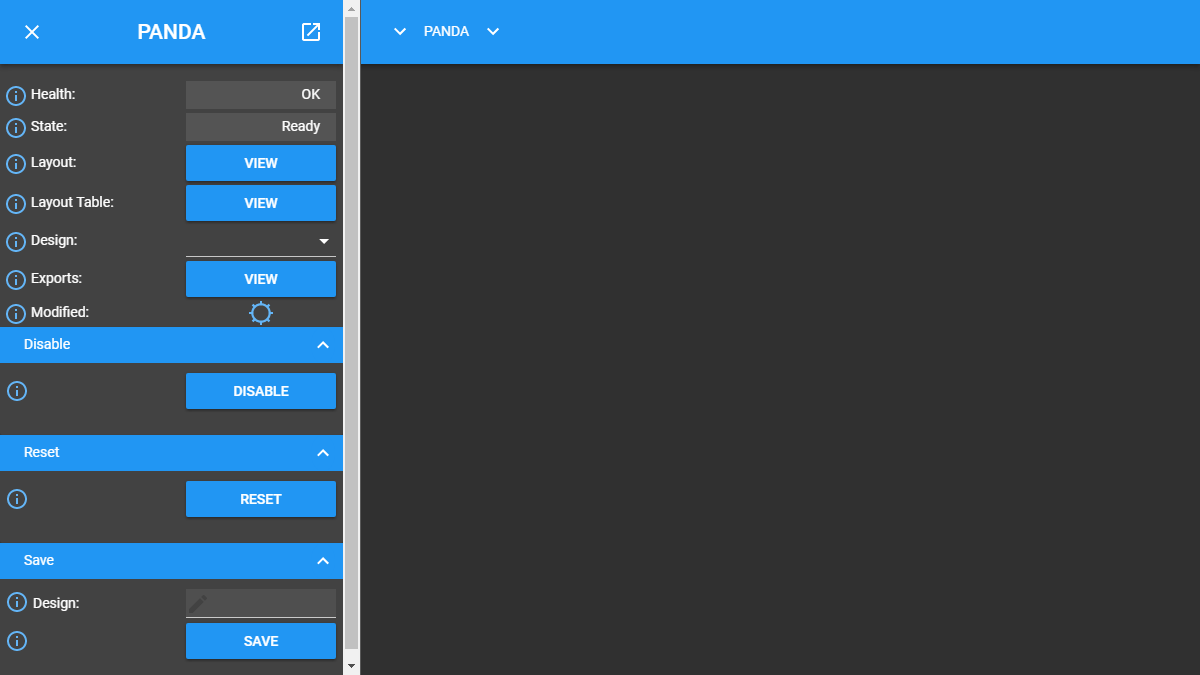 PANDA
PANDA
Health: OK
State: Ready
Layout: VIEW
Layout Table: VIEW
Design:
Exports: VIEW
Modified:
Disable
DISABLE
Reset
RESET
Save
Design:
SAVE